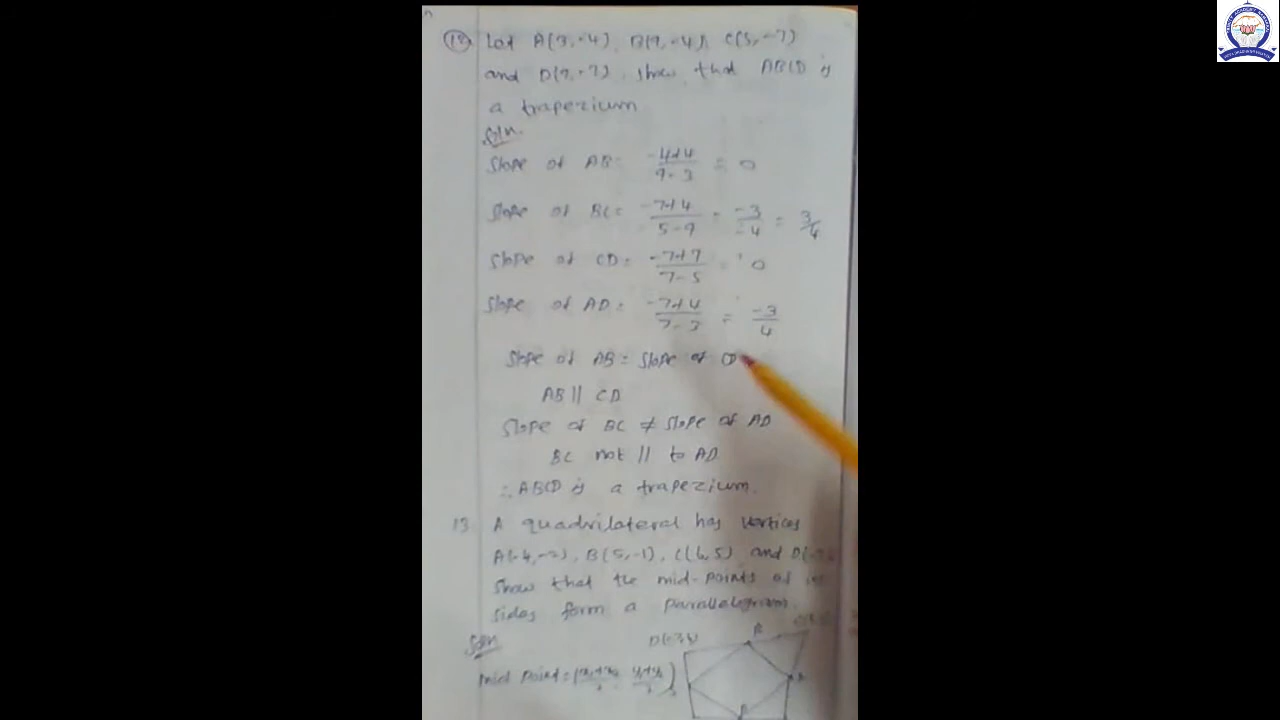 12) Let A(3,-4), B(9,-4), C(5,-7)
and D(7,-7). show that ABCD is
a trapezium
Soln.
Slope of AB = -4+4/9-3 = 0
Slope of BC = -7+4/5-9 = -3/-4 = 3/4
Slope of CD = -7+7/7-5 = 0
Slope of AD = -7+4/7-3 = -3/4
Slope of AB = Slope of CD
AB || CD
Slope of BC ≠ Slope of AD
BC not || to AD
∴ ABCD is a trapezium.
13 A quadrilateral has vertices
A(-4,-2), B(5,-1), C(6,5) and
Show that the mid-points of
sides form a parallelogram.
Soln
mid point =